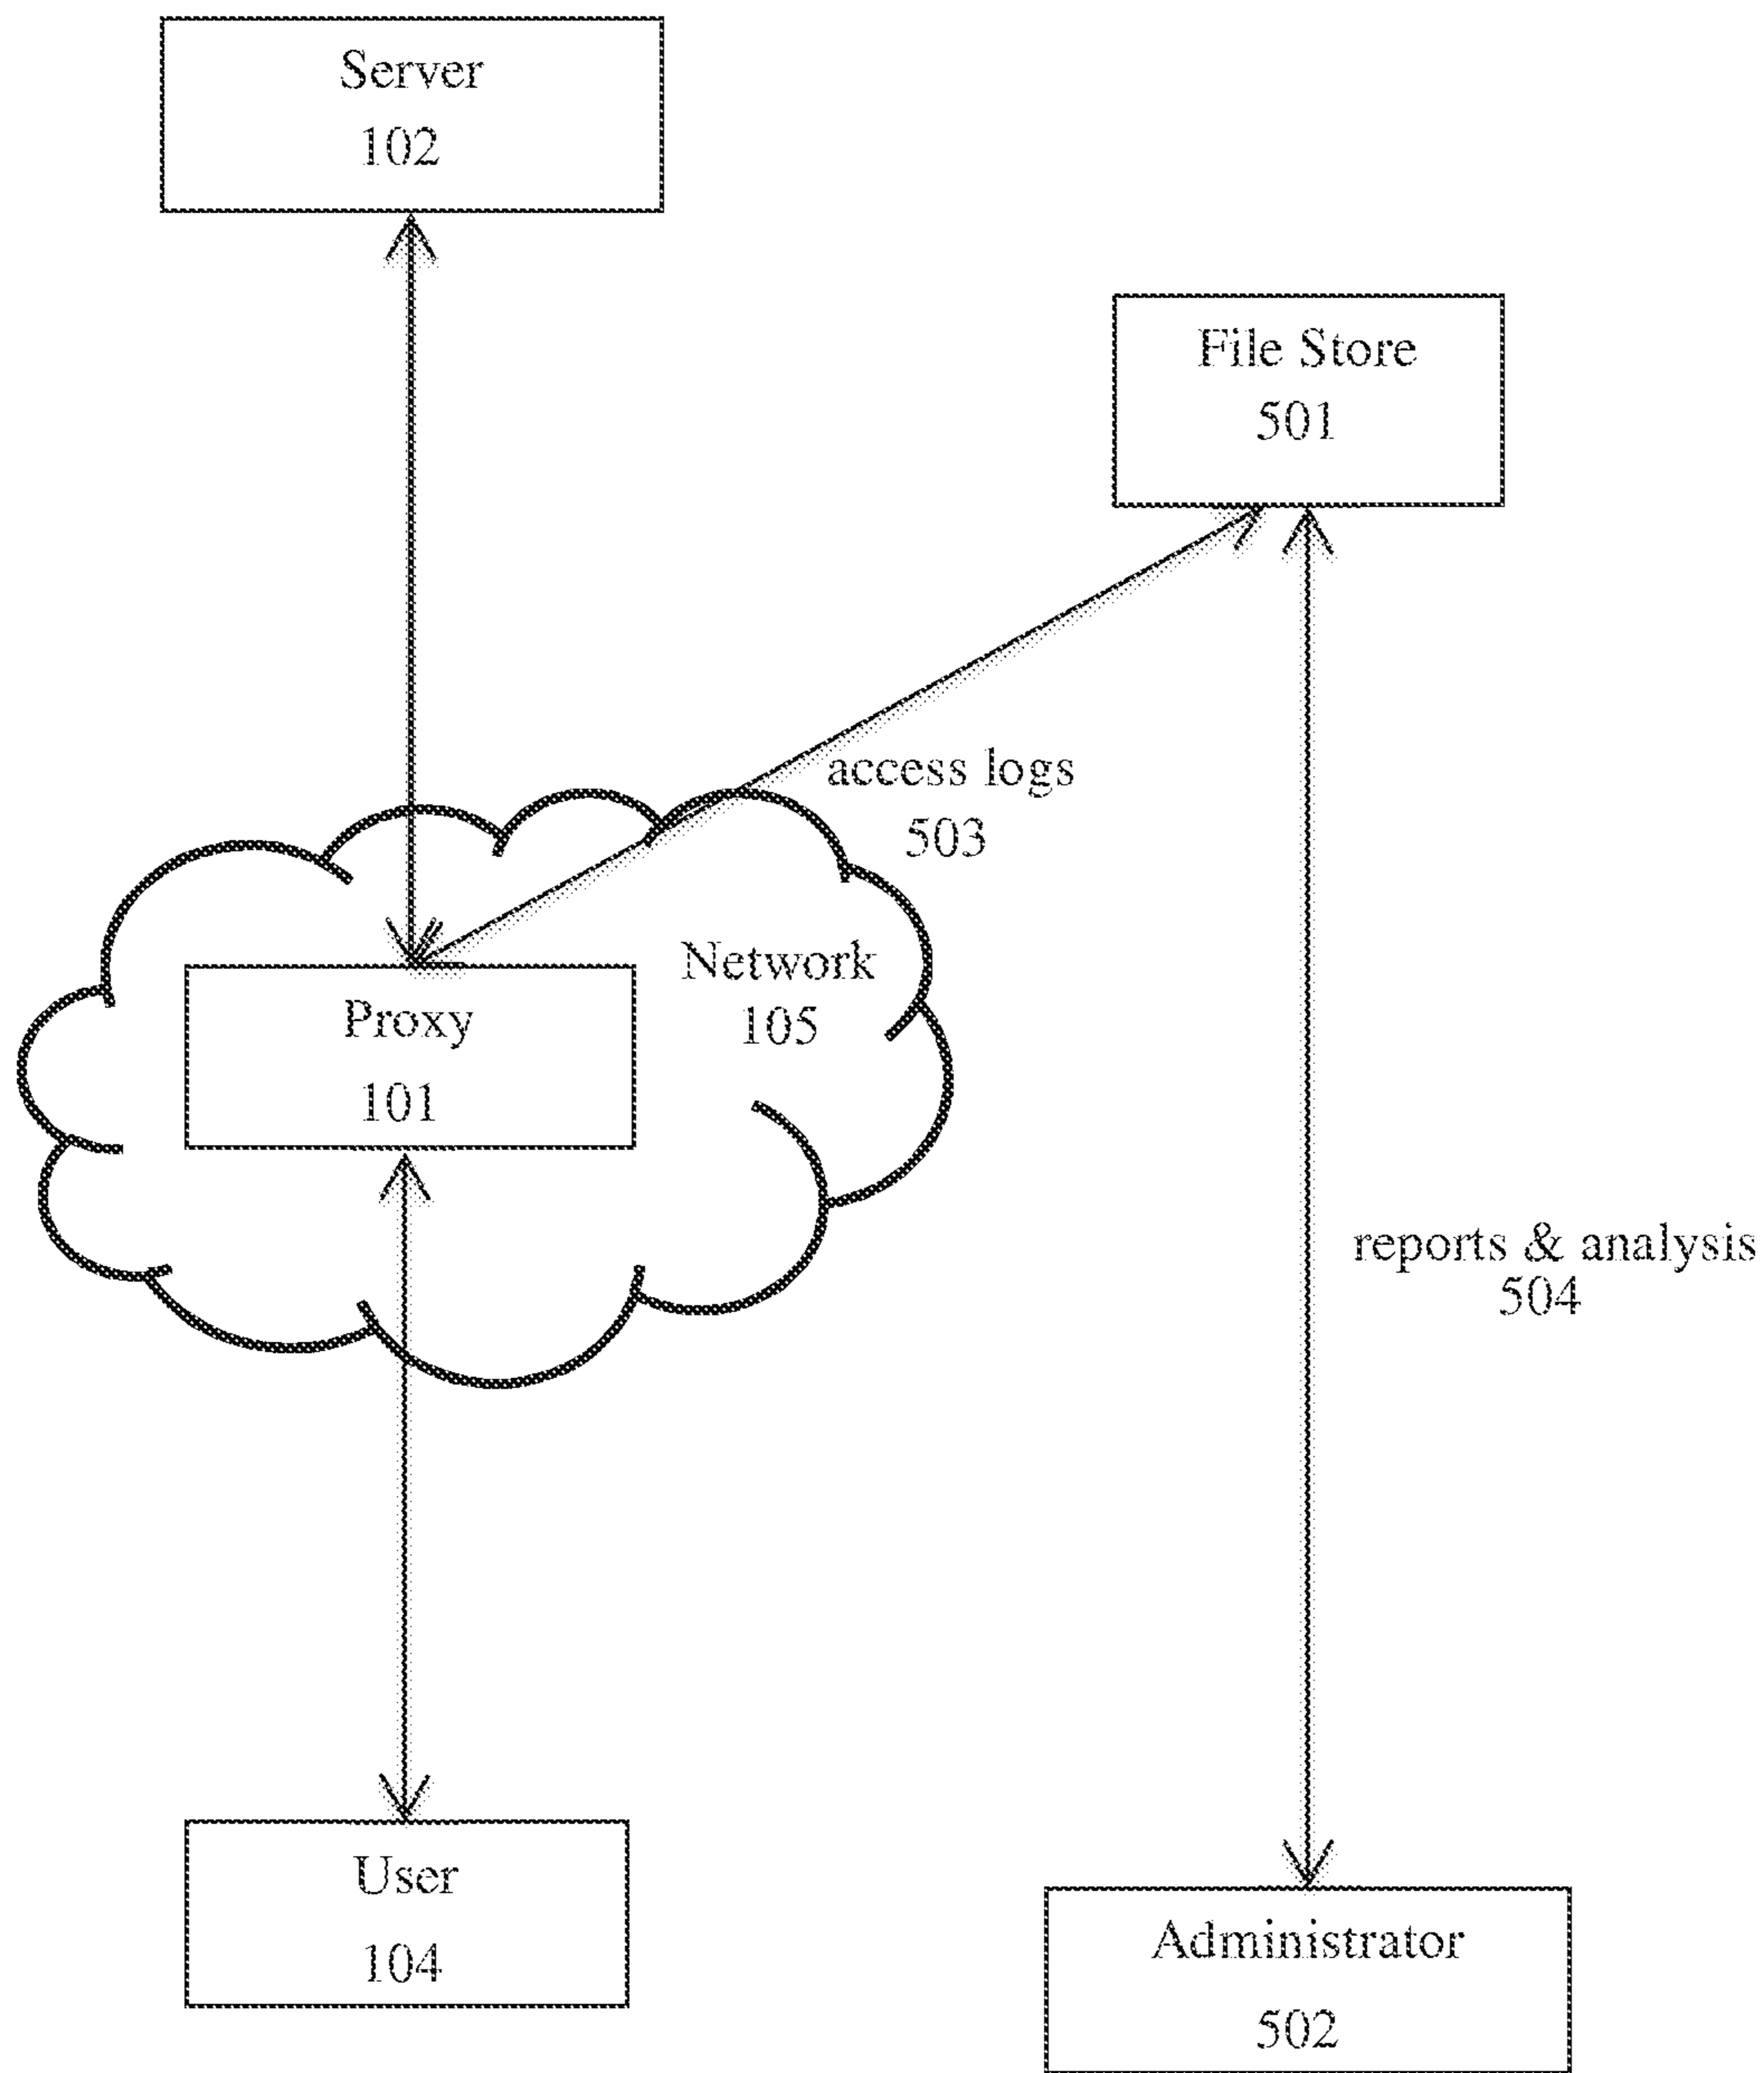 Server
102
File Store
501
access logs
503
Network
105
Proxy
101
reports & analysis
504
User
104
Administrator
502